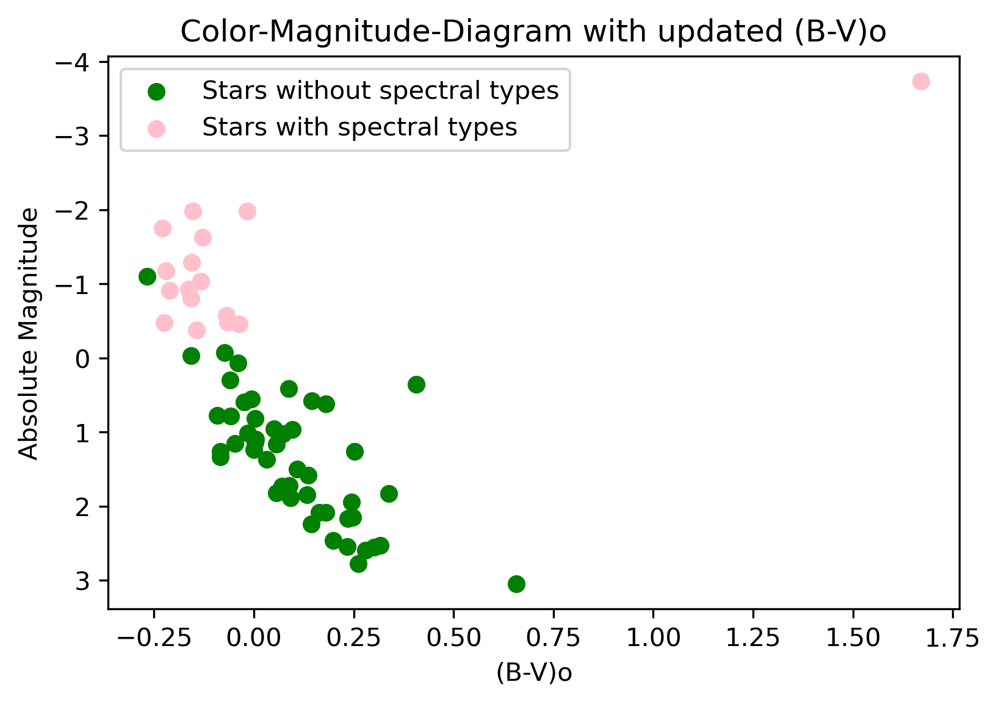 Color-Magnitude-Diagram with updated (B-V)o
Stars without spectral types
Stars with spectral types
Absolute Magnitude
−4
−3
−2
−1
0
1
2
3
−0.25 0.00 0.25 0.50 0.75 1.00 1.25 1.50 1.75
(B-V)o